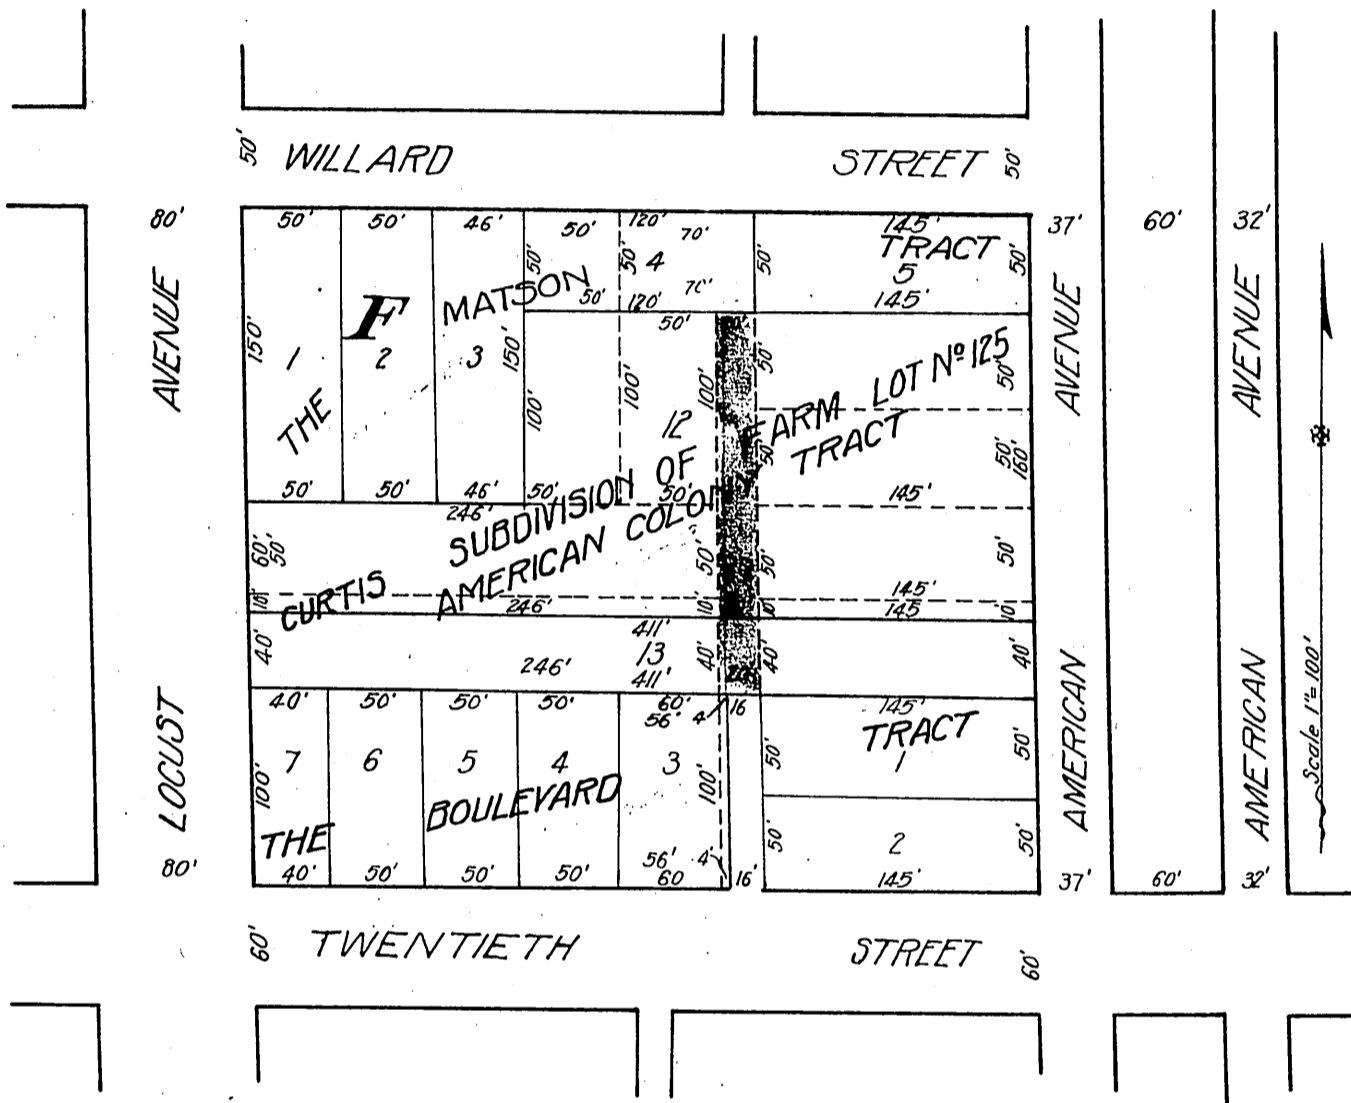 50' WILLARD STREET 50'
80' 50' 50' 46' 50' 120' 70' 145' 37' 60' 32'
TRACT
50' 50' 4 50' 5 50'
50' 120' 70' 145'
F MATSON
50'
AVENUE AVENUE AVENUE
150' 1 2 3 150' 100' 100' 100' 50' 50'
THE
12
FARM LOT Nº 125
TRACT
50' 50' 160'
50' 50' 46' 50' 50' 145'
246'
SUBDIVISION OF
AMERICAN COLONY
CURTIS
60' 50' 50' 50' 50'
10' 10' 10' 145' 10'
246' 145
411'
40' 13 40' 40' 40'
246' 411'
40' 50' 50' 50' 60' 16 145'
56' 4'
TRACT
7 6 5 4 3 1
100' 100' 50' 50'
THE BOULEVARD
LOCUST AMERICAN AMERICAN
Scale 1"= 100'
50' 2 50'
56' 4'
80' 40' 50' 50' 50' 60 16' 145' 37' 60' 32'
60' TWENTIETH STREET 60'